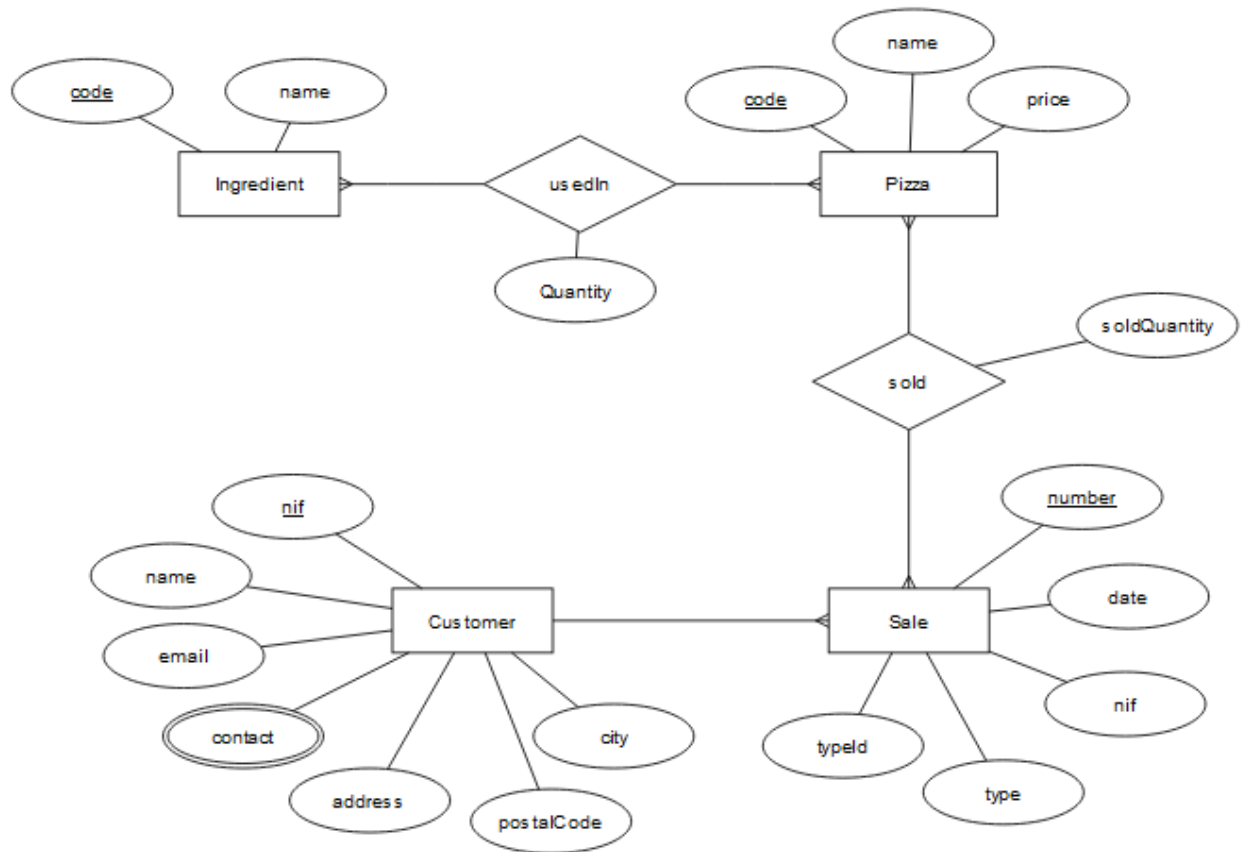 name
code
name
code
price
Ingredient
usedIn
Pizza
Quantity
soldQuantity
sold
nif
number
name
date
Customer
Sale
email
nif
contact
city
typeId
address
type
postalCode